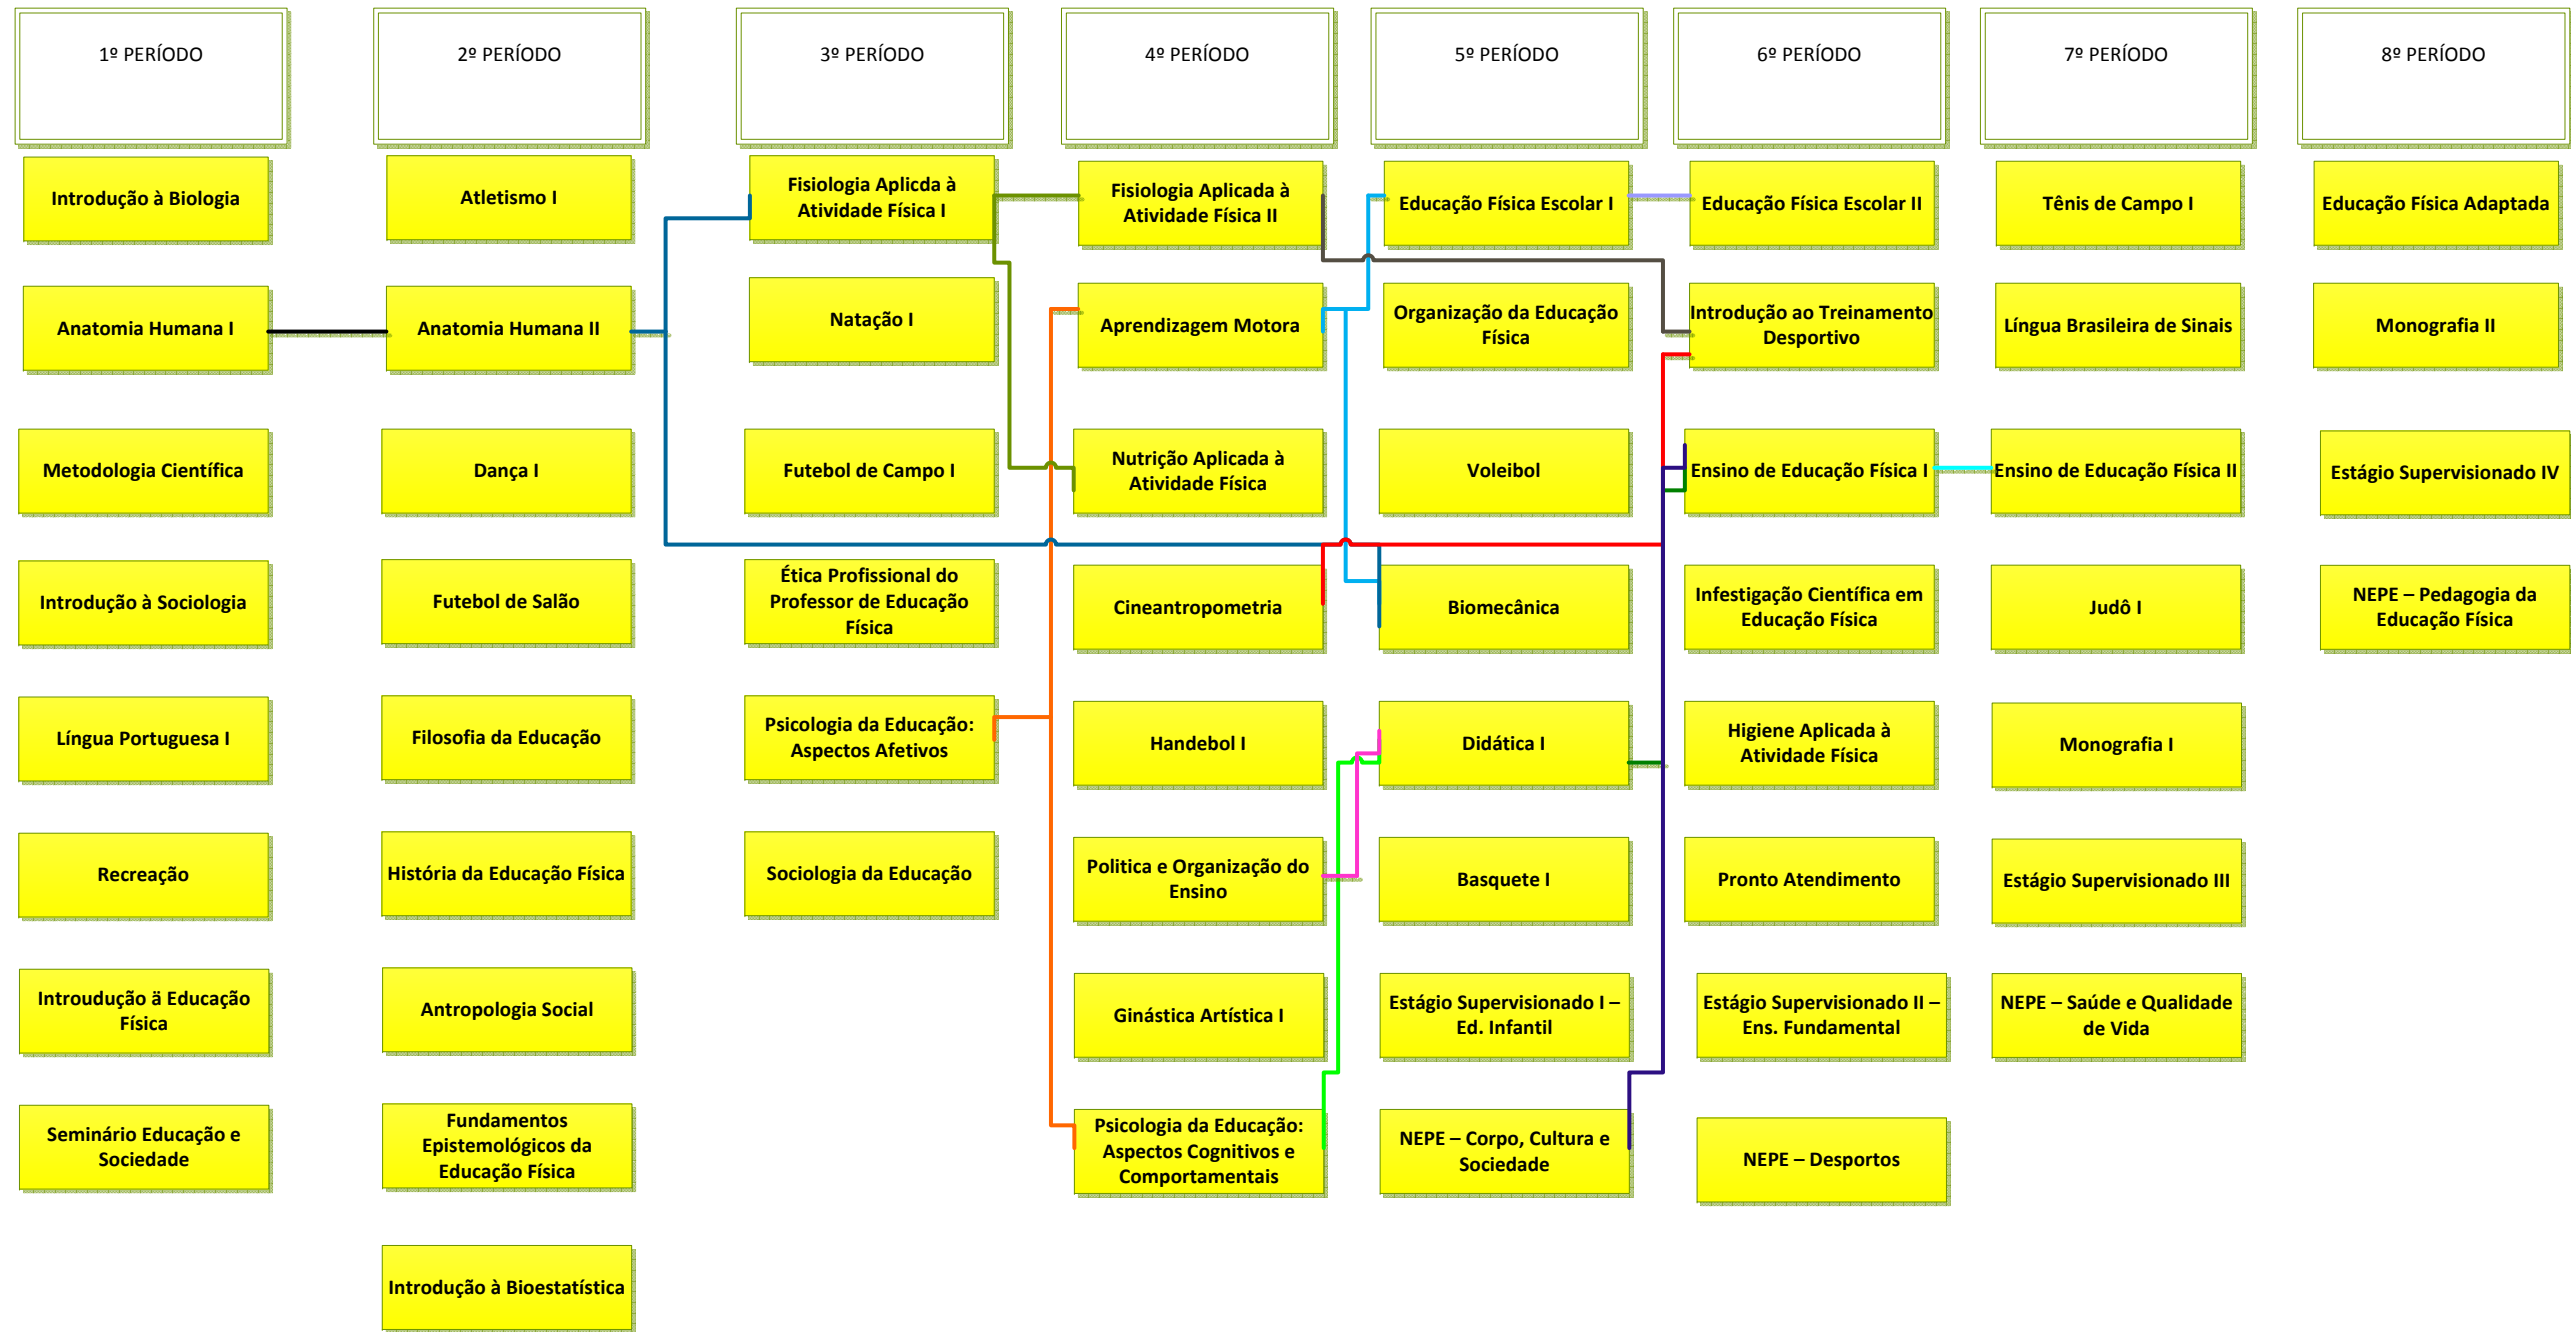 1º PERÍODO
2º PERÍODO
3º PERÍODO
4º PERÍODO
5º PERÍODO
6º PERÍODO
7º PERÍODO
8º PERÍODO
Introdução à Biologia
Anatomia Humana I
Metodologia Científica
Introdução à Sociologia
Língua Portuguesa I
Recreação
Introudução ä Educação
Física
Seminário Educação e
Sociedade
Atletismo I
Anatomia Humana II
Dança I
Futebol de Salão
Filosofia da Educação
História da Educação Física
Antropologia Social
Fundamentos
Epistemológicos da
Educação Física
Introdução à Bioestatística
Fisiologia Aplicda à
Atividade Física I
Natação I
Futebol de Campo I
Ética Profissional do
Professor de Educação
Física
Psicologia da Educação:
Aspectos Afetivos
Sociologia da Educação
Fisiologia Aplicada à
Atividade Física II
Aprendizagem Motora
Nutrição Aplicada à
Atividade Física
Cineantropometria
Handebol I
Politica e Organização do
Ensino
Ginástica Artística I
Psicologia da Educação:
Aspectos Cognitivos e
Comportamentais
Educação Física Escolar I
Organização da Educação
Física
Voleibol
Biomecânica
Didática I
Basquete I
Estágio Supervisionado I –
Ed. Infantil
NEPE – Corpo, Cultura e
Sociedade
Educação Física Escolar II
Introdução ao Treinamento
Desportivo
Ensino de Educação Física I
Infestigação Científica em
Educação Física
Higiene Aplicada à
Atividade Física
Pronto Atendimento
Estágio Supervisionado II –
Ens. Fundamental
NEPE – Desportos
Tênis de Campo I
Língua Brasileira de Sinais
Ensino de Educação Física II
Judô I
Monografia I
Estágio Supervisionado III
NEPE – Saúde e Qualidade
de Vida
Educação Física Adaptada
Monografia II
Estágio Supervisionado IV
NEPE – Pedagogia da
Educação Física